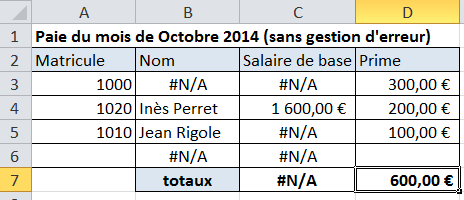 A B C D
1 Paie du mois de Octobre 2014 (sans gestion d'erreur)
2 Matricule Nom Salaire de base Prime
3 1000 #N/A #N/A 300,00 €
4 1020 Inès Perret 1 600,00 € 200,00 €
5 1010 Jean Rigole #N/A 100,00 €
6 #N/A #N/A
7 totaux #N/A 600,00 €